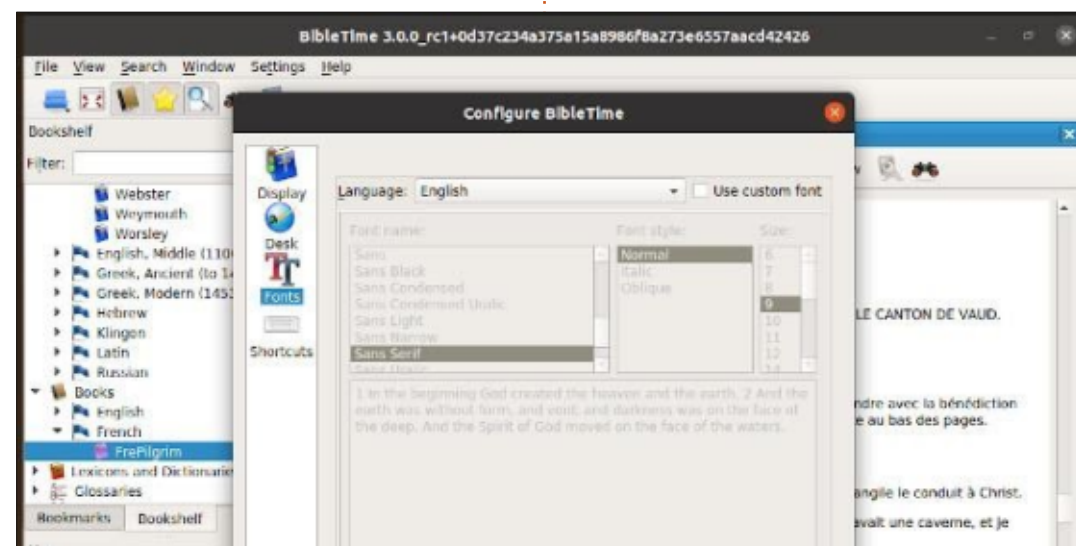 BibleTime 3.0.0_rc1+0d37c234a375a15a8986f8a273e6557aacd42426
File View Search Window Settings Help
Bookshelf
Filter:
Webster
Weymouth
Worsley
English, Middle (110
Greek, Ancient (to 14
Greek, Modern (1453
Hebrew
Klingon
Latin
Russian
Books
English
French
FrePilgrim
Lexicons and Dictionarie
Glossaries
Bookmarks Bookshelf
Configure BibleTime
Display
Desk
Fonts
Shortcuts
Language: English Use custom font
Font name: Font style: Size:
Sans Normal 6
Sans Black Italic 7
Sans Condensed Oblique 8
Sans Condensed Italic 9
Sans Light 10
Sans Narrow 11
Sans Serif 12
1 In the beginning God created the heaven and the earth. 2 And the
earth was without form, and void; and darkness was on the face of
the deep. And the Spirit of God moved on the face of the waters.
LE CANTON DE VAUD.
ndre avec la bénédiction
e au bas des pages.
angile le conduit à Christ.
avait une caverne, et je